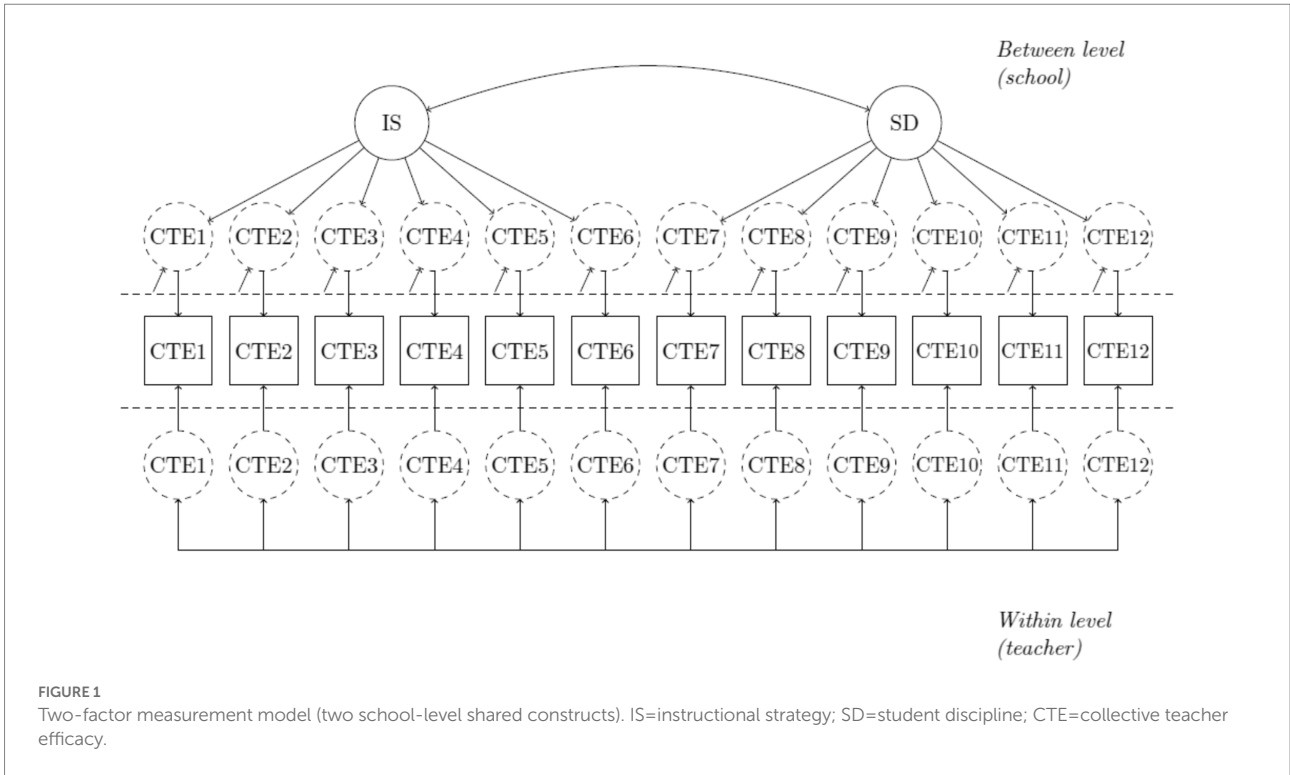 Between level
(school)
IS SD
CTE1 CTE2 CTE3 CTE4 CTE5 CTE6 CTE7 CTE8 CTE9 CTE10 CTE11 CTE12
CTE1 CTE2 CTE3 CTE4 CTE5 CTE6 CTE7 CTE8 CTE9 CTE10 CTE11 CTE12
CTE1 CTE2 CTE3 CTE4 CTE5 CTE6 CTE7 CTE8 CTE9 CTE10 CTE11 CTE12
Within level
(teacher)
FIGURE 1
Two-factor measurement model (two school-level shared constructs). IS=instructional strategy; SD=student discipline; CTE=collective teacher
efficacy.